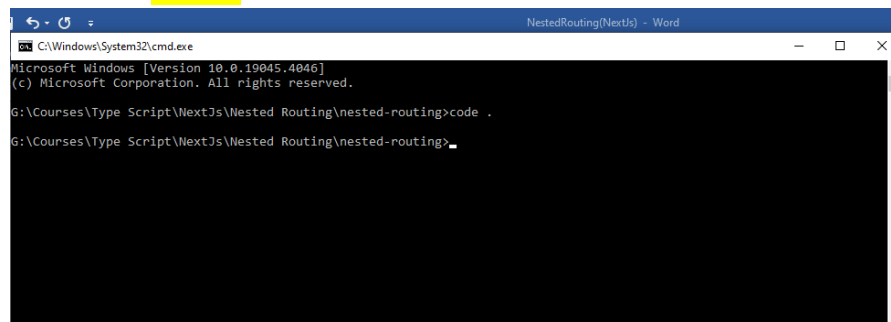 NestedRouting(NextJs) - Word
C:\Windows\System32\cmd.exe
Microsoft Windows [Version 10.0.19045.4046]
(c) Microsoft Corporation. All rights reserved.
G:\Courses\Type Script\NextJs\Nested Routing\nested-routing>code .
G:\Courses\Type Script\NextJs\Nested Routing\nested-routing>